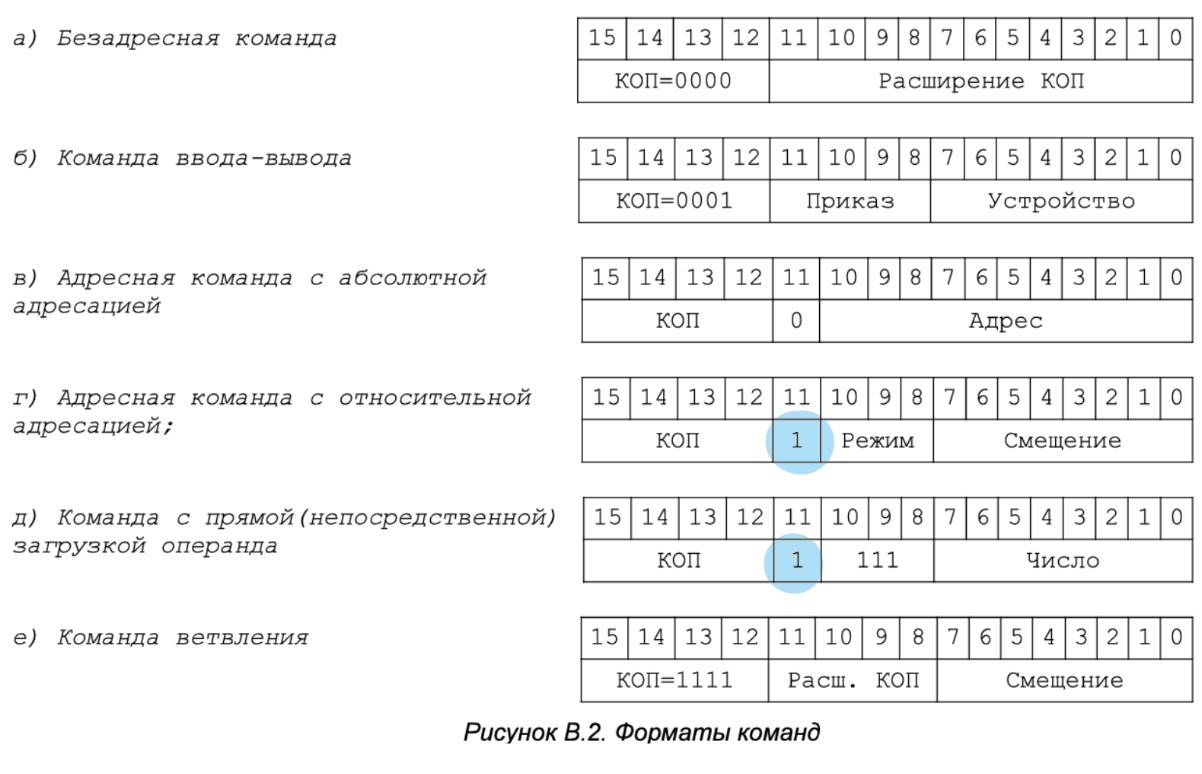 а) Безадресная команда
15 14 13 12 11 10 9 8 7 6 5 4 3 2 1 0
КОП=0000 Расширение КОП
б) Команда ввода-вывода
15 14 13 12 11 10 9 8 7 6 5 4 3 2 1 0
КОП=0001 Приказ Устройство
в) Адресная команда с абсолютной
адресацией
15 14 13 12 11 10 9 8 7 6 5 4 3 2 1 0
КОП 0 Адрес
г) Адресная команда с относительной
адресацией;
15 14 13 12 11 10 9 8 7 6 5 4 3 2 1 0
КОП 1 Режим Смещение
д) Команда с прямой(непосредственной)
загрузкой операнда
15 14 13 12 11 10 9 8 7 6 5 4 3 2 1 0
КОП 1 111 Число
е) Команда ветвления
15 14 13 12 11 10 9 8 7 6 5 4 3 2 1 0
КОП=1111 Расш. КОП Смещение
Рисунок В.2. Форматы команд